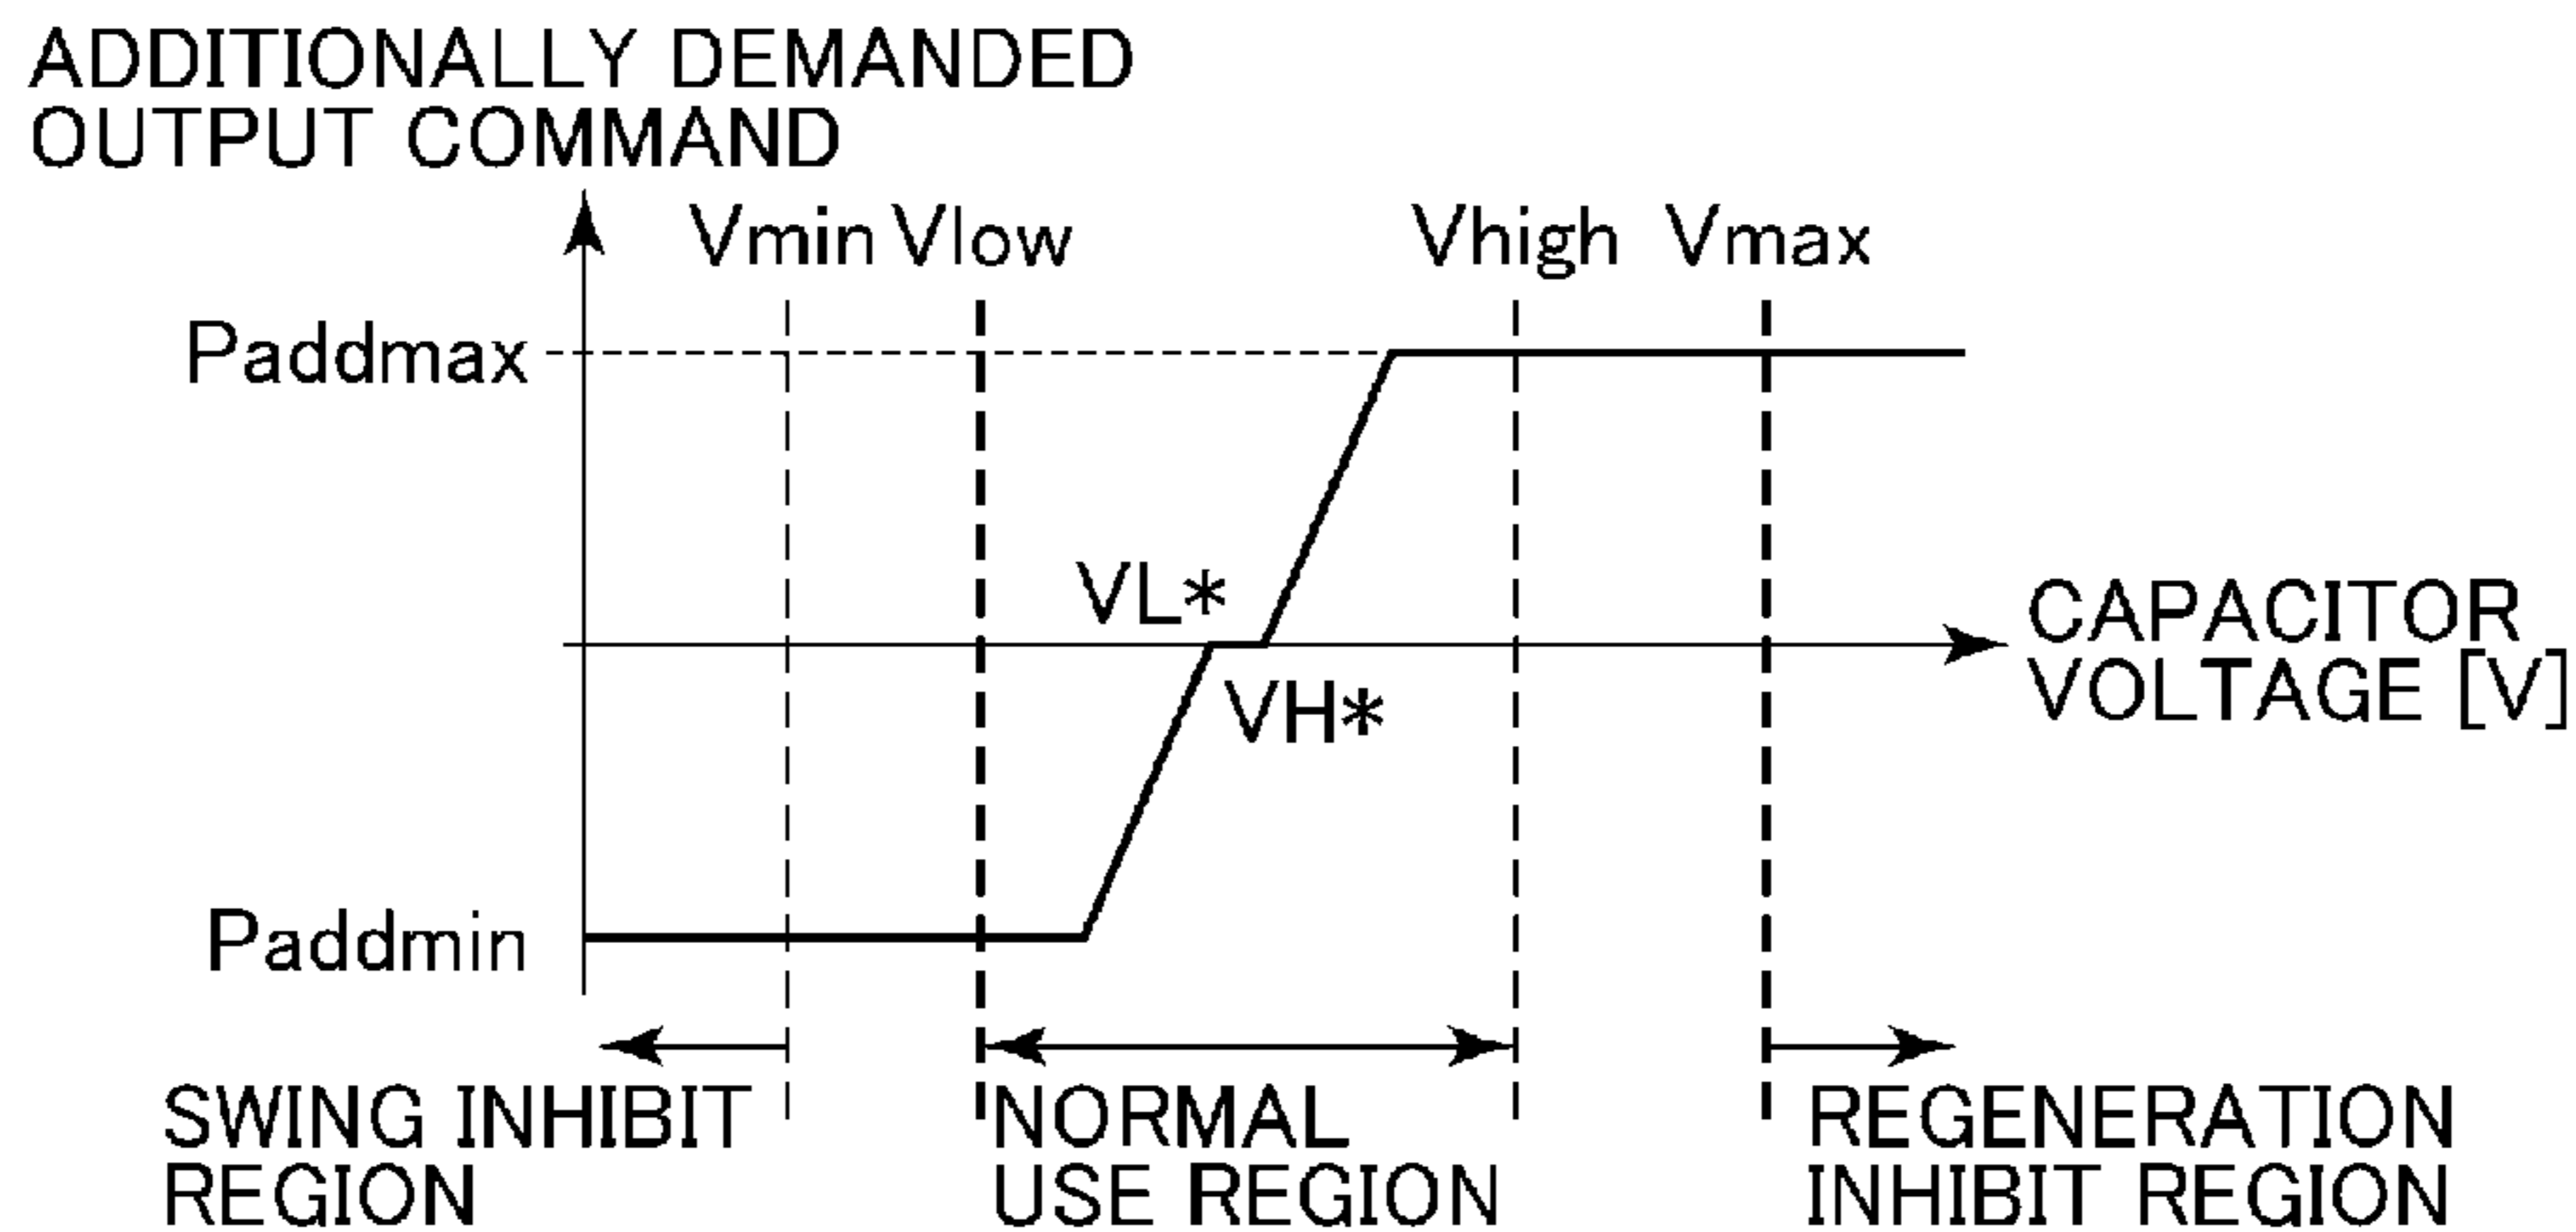 ADDITIONALLY DEMANDED
OUTPUT COMMAND
Vmin Vlow Vhigh Vmax
Paddmax
VL*
CAPACITOR
VOLTAGE [V]
VH*
Paddmin
SWING INHIBIT
REGION
NORMAL
USE REGION
REGENERATION
INHIBIT REGION